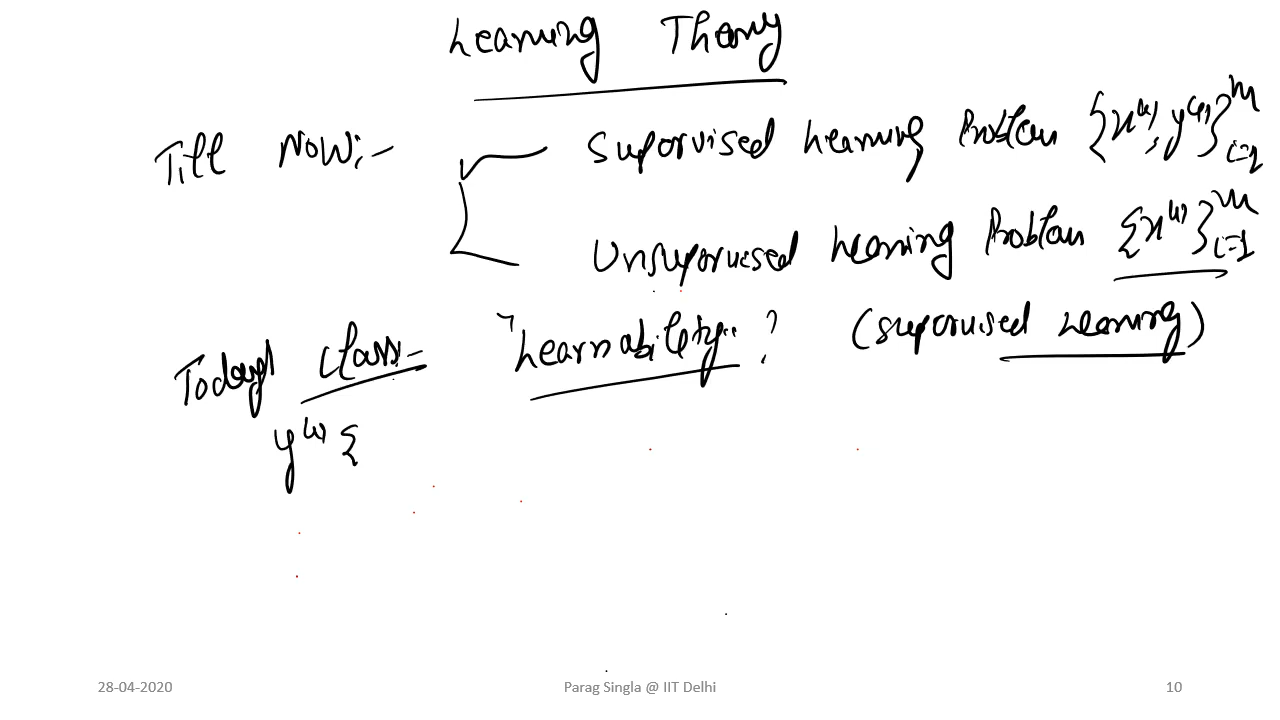 Learning Theory
Till Now:- Supervised Learning Problem {x^(i), y^(i)}_{i=1}^m
Unsupervised Learning Problem {x^(i)}_{i=1}^m
Today's class- "Learnability" ? (supervised learning)
y^(i) {
28-04-2020 Parag Singla @ IIT Delhi 10